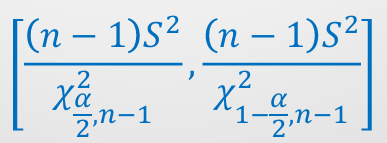 [(n − 1)S² / χ²_{α/2,n−1} , (n − 1)S² / χ²_{1−α/2,n−1}]